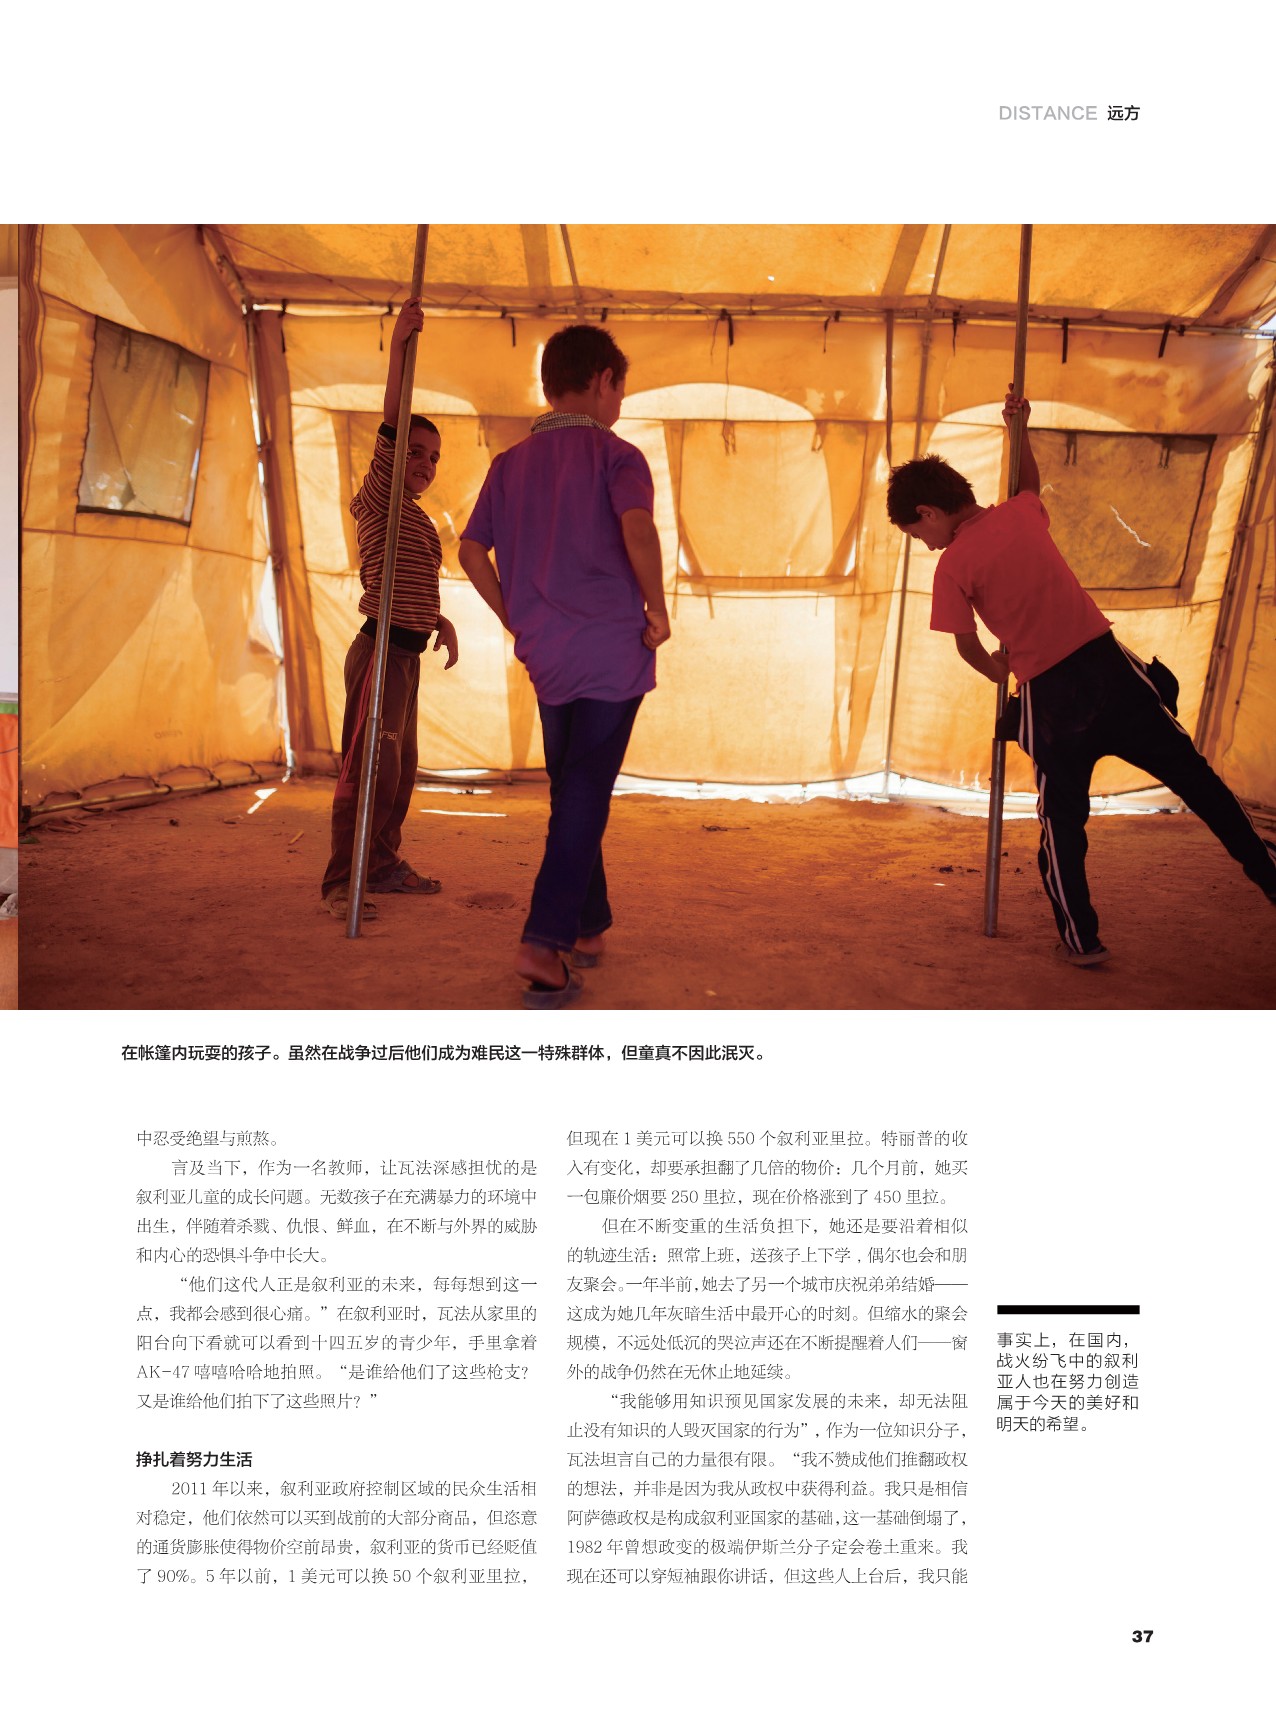 DISTANCE 远方
在帐篷内玩耍的孩子。虽然在战争过后他们成为难民这一特殊群体，但童真不因此泯灭。
中忍受绝望与煎熬。
言及当下，作为一名教师，让瓦法深感担忧的是
叙利亚儿童的成长问题。无数孩子在充满暴力的环境中
出生，伴随着杀戮、仇恨、鲜血，在不断与外界的威胁
和内心的恐惧斗争中长大。
“他们这代人正是叙利亚的未来，每每想到这一
点，我都会感到很心痛。”在叙利亚时，瓦法从家里的
阳台向下看就可以看到十四五岁的青少年，手里拿着
AK-47 嘻嘻哈哈地拍照。“是谁给他们了这些枪支？
又是谁给他们拍下了这些照片？”
挣扎着努力生活
2011 年以来，叙利亚政府控制区域的民众生活相
对稳定，他们依然可以买到战前的大部分商品，但恣意
的通货膨胀使得物价空前昂贵，叙利亚的货币已经贬值
了 90%。5 年以前，1 美元可以换 50 个叙利亚里拉，
但现在 1 美元可以换 550 个叙利亚里拉。特丽普的收
入有变化，却要承担翻了几倍的物价：几个月前，她买
一包廉价烟要 250 里拉，现在价格涨到了 450 里拉。
但在不断变重的生活负担下，她还是要沿着相似
的轨迹生活：照常上班，送孩子上下学，偶尔也会和朋
友聚会。一年半前，她去了另一个城市庆祝弟弟结婚——
这成为她几年灰暗生活中最开心的时刻。但缩水的聚会
规模，不远处低沉的哭泣声还在不断提醒着人们——窗
外的战争仍然在无休止地延续。
“我能够用知识预见国家发展的未来，却无法阻
止没有知识的人毁灭国家的行为”，作为一位知识分子，
瓦法坦言自己的力量很有限。“我不赞成他们推翻政权
的想法，并非是因为我从政权中获得利益。我只是相信
阿萨德政权是构成叙利亚国家的基础，这一基础倒塌了，
1982 年曾想政变的极端伊斯兰分子定会卷土重来。我
现在还可以穿短袖跟你讲话，但这些人上台后，我只能
事实上，在国内，
战火纷飞中的叙利
亚人也在努力创造
属于今天的美好和
明天的希望。
37